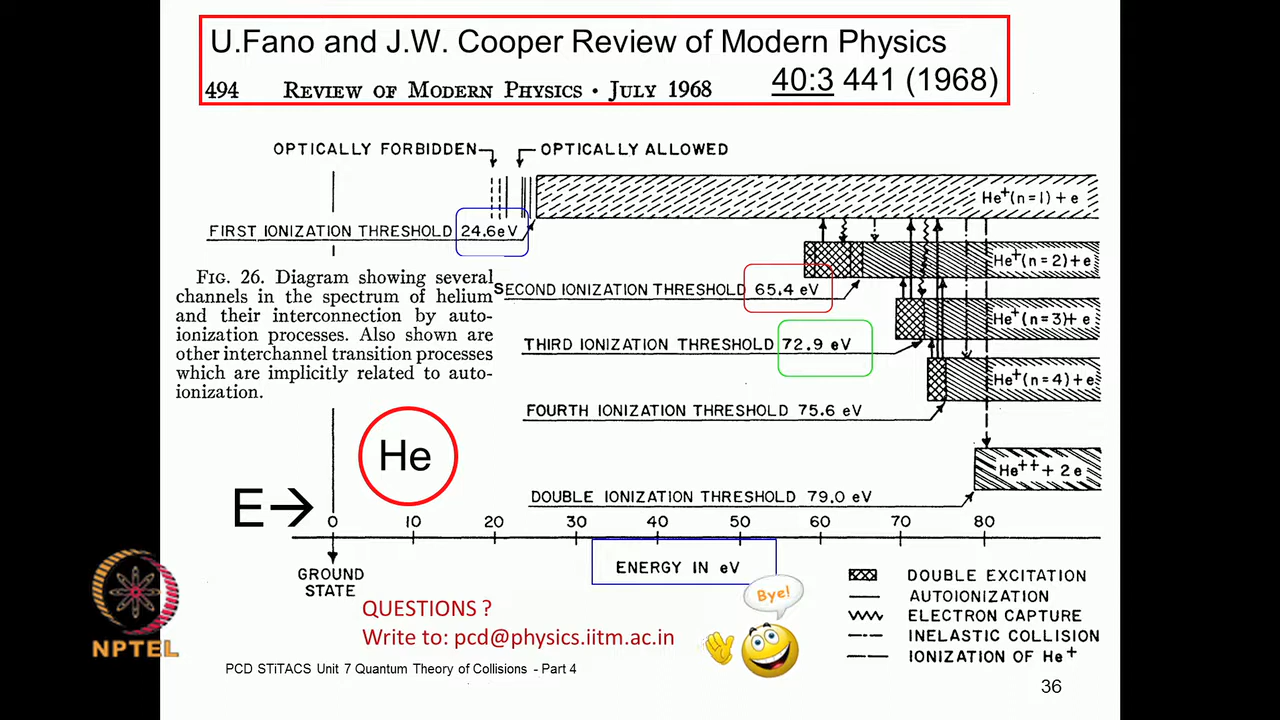 U.Fano and J.W. Cooper Review of Modern Physics
494 REVIEW OF MODERN PHYSICS · JULY 1968 40:3 441 (1968)
OPTICALLY FORBIDDEN OPTICALLY ALLOWED
He+(n=1)+e
FIRST IONIZATION THRESHOLD 24.6eV
He+(n=2)+e
SECOND IONIZATION THRESHOLD 65.4 eV
He+(n=3)+e
THIRD IONIZATION THRESHOLD 72.9 eV
He+(n=4)+e
FOURTH IONIZATION THRESHOLD 75.6 eV
He++ + 2e
DOUBLE IONIZATION THRESHOLD 79.0 eV
FIG. 26. Diagram showing several
channels in the spectrum of helium
and their interconnection by auto-
ionization processes. Also shown are
other interchannel transition processes
which are implicitly related to auto-
ionization.
He
E→
0 10 20 30 40 50 60 70 80
GROUND
STATE
ENERGY IN eV
DOUBLE EXCITATION
AUTOIONIZATION
ELECTRON CAPTURE
INELASTIC COLLISION
IONIZATION OF He+
QUESTIONS ?
Write to: pcd@physics.iitm.ac.in
Bye!
NPTEL
PCD STiTACS Unit 7 Quantum Theory of Collisions - Part 4
36